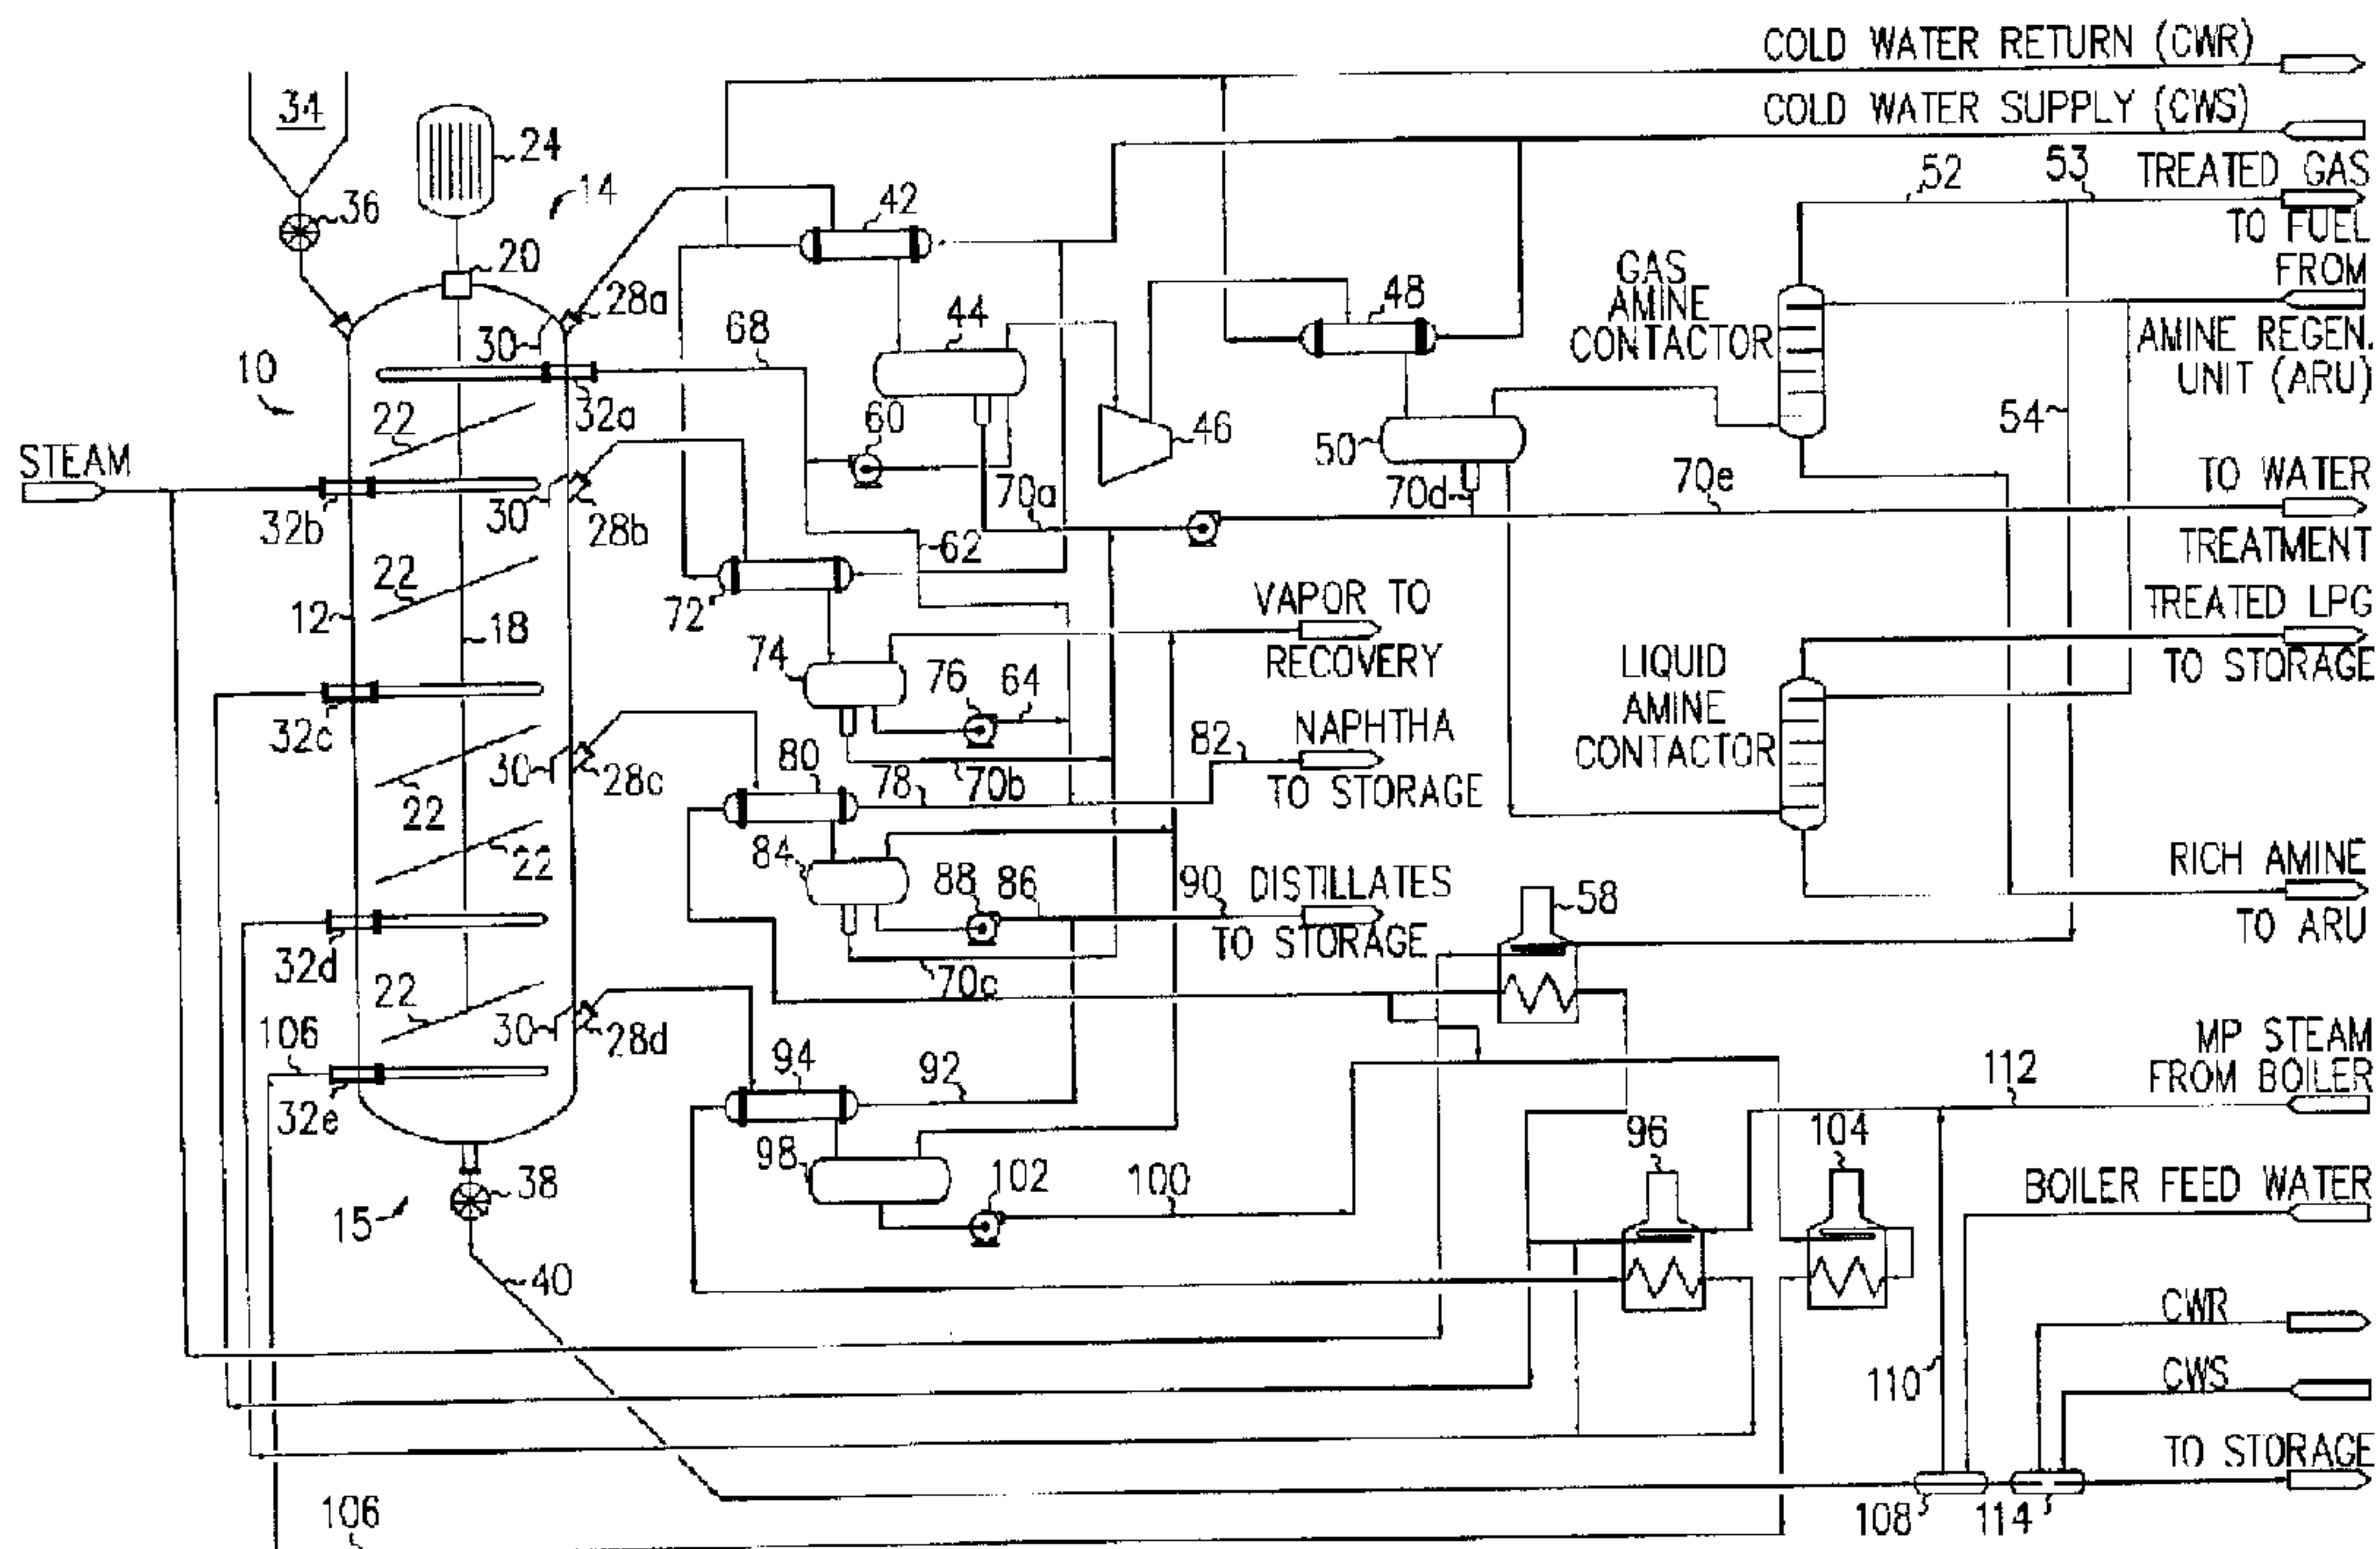 COLD WATER RETURN (CWR)
COLD WATER SUPPLY (CWS)
34
24
14
36
42
52
53
TREATED GAS
TO FUEL
20
28a
GAS
AMINE
CONTACTOR
FROM
AMINE REGEN.
UNIT (ARU)
48
44
68
30
10
32a
22
60
46
50
54
STEAM
70a
70d
70e
TO WATER
TREATMENT
32b
30
28b
62
22
72
12
18
VAPOR TO
RECOVERY
TREATED LPG
TO STORAGE
74
76
64
LIQUID
AMINE
CONTACTOR
32c
30
28c
80
78
70b
82
NAPHTHA
TO STORAGE
22
22
84
88
86
90 DISTILLATES
TO STORAGE
58
RICH AMINE
TO ARU
32d
70c
22
30
28d
106
94
92
112
MP STEAM
FROM BOILER
32e
98
96
104
102
100
BOILER FEED WATER
38
15
40
CWR
CWS
110
TO STORAGE
106
108
114